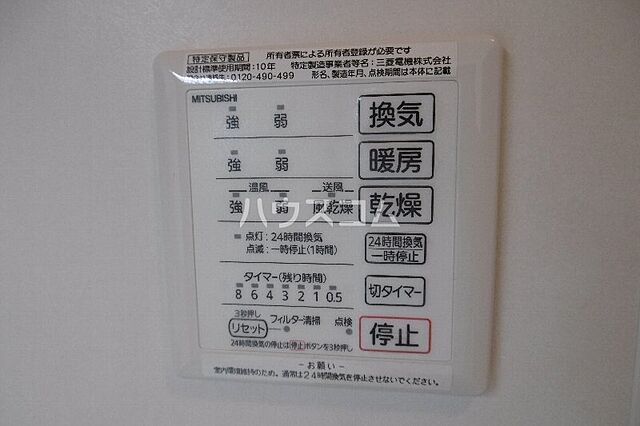 特定保守製品 所有者票による所有者登録が必要です
設計標準使用期間:10年 特定製造事業者等名:三菱電機株式会社
0120-490-499 形名、製造年月、点検期間は本体に記載
MITSUBISHI
強 弱 換気
強 弱 暖房
温風 送風
強 弱 風乾燥 乾燥
点灯:24時間換気
点滅:一時停止(1時間)
24時間換気
一時停止
タイマー(残り時間)
8 6 4 3 2 1 0.5
切タイマー
3秒押し
リセット フィルター清掃 点検
停止
24時間換気の停止は停止ボタンを3秒押し
-お願い-
室内環境維持のため、通常は24時間換気を停止させないでください。
ハウスコム